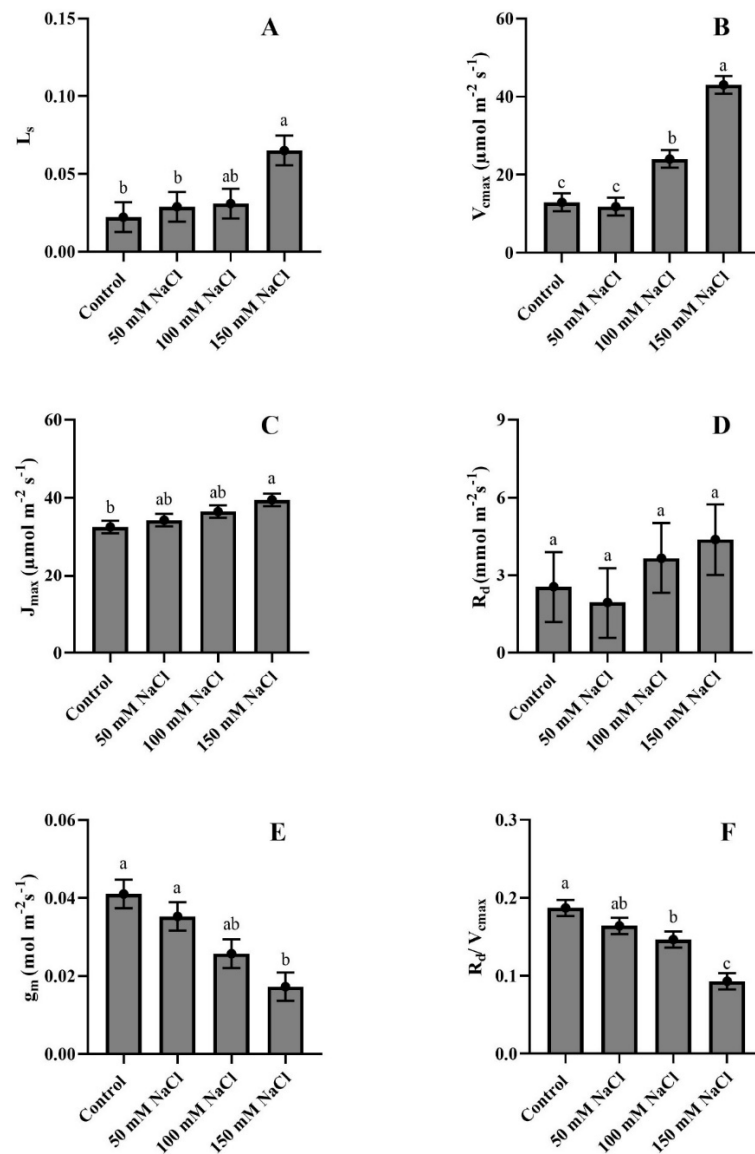 A
0.15
0.10
0.05
0.00
Ls
b
b
ab
a
Control
50 mM NaCl
100 mM NaCl
150 mM NaCl
B
60
40
20
0
Vcmax (µmol m⁻² s⁻¹)
c
c
b
a
Control
50 mM NaCl
100 mM NaCl
150 mM NaCl
C
60
40
20
0
Jmax (µmol m⁻² s⁻¹)
b
ab
ab
a
Control
50 mM NaCl
100 mM NaCl
150 mM NaCl
D
9
6
3
0
Rd (mmol m⁻² s⁻¹)
a
a
a
a
Control
50 mM NaCl
100 mM NaCl
150 mM NaCl
E
0.06
0.04
0.02
0.00
gm (mol m⁻² s⁻¹)
a
a
ab
b
Control
50 mM NaCl
100 mM NaCl
150 mM NaCl
F
0.3
0.2
0.1
0.0
Rd/ Vcmax
a
ab
b
c
Control
50 mM NaCl
100 mM NaCl
150 mM NaCl